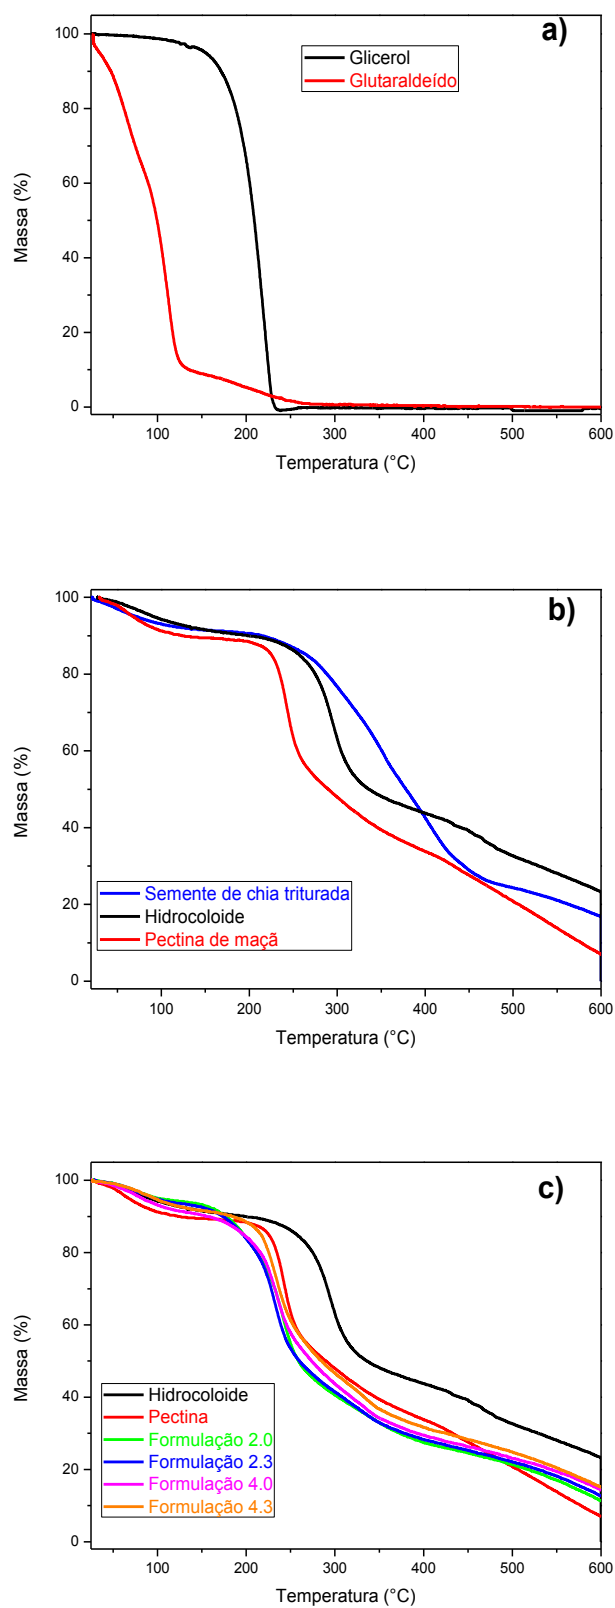 a)
Glicerol
Glutaraldeído
100
80
60
40
20
0
Massa (%)
100 200 300 400 500 600
Temperatura (°C)
b)
100
80
60
40
20
0
Massa (%)
Semente de chia triturada
Hidrocoloide
Pectina de maçã
100 200 300 400 500 600
Temperatura (°C)
c)
100
80
60
40
20
0
Massa (%)
Hidrocoloide
Pectina
Formulação 2.0
Formulação 2.3
Formulação 4.0
Formulação 4.3
100 200 300 400 500 600
Temperatura (°C)